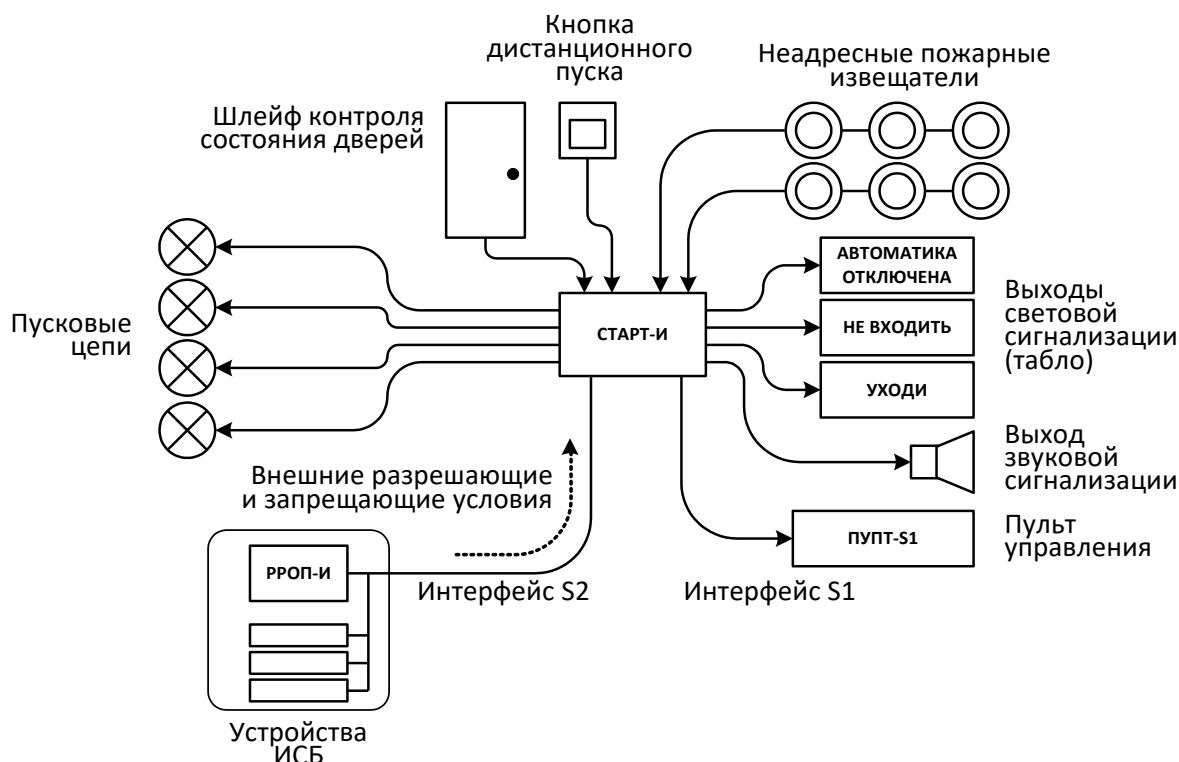 Кнопка
дистанционного
пуска
Неадресные пожарные
извещатели
Шлейф контроля
состояния дверей
Пусковые
цепи
СТАРТ-И
АВТОМАТИКА
ОТКЛЮЧЕНА
НЕ ВХОДИТЬ
УХОДИ
Выходы
световой
сигнализации
(табло)
Выход
звуковой
сигнализации
ПУПТ-S1
Пульт
управления
Внешние разрешающие
и запрещающие условия
РРОП-И
Интерфейс S2
Интерфейс S1
Устройства
ИСБ